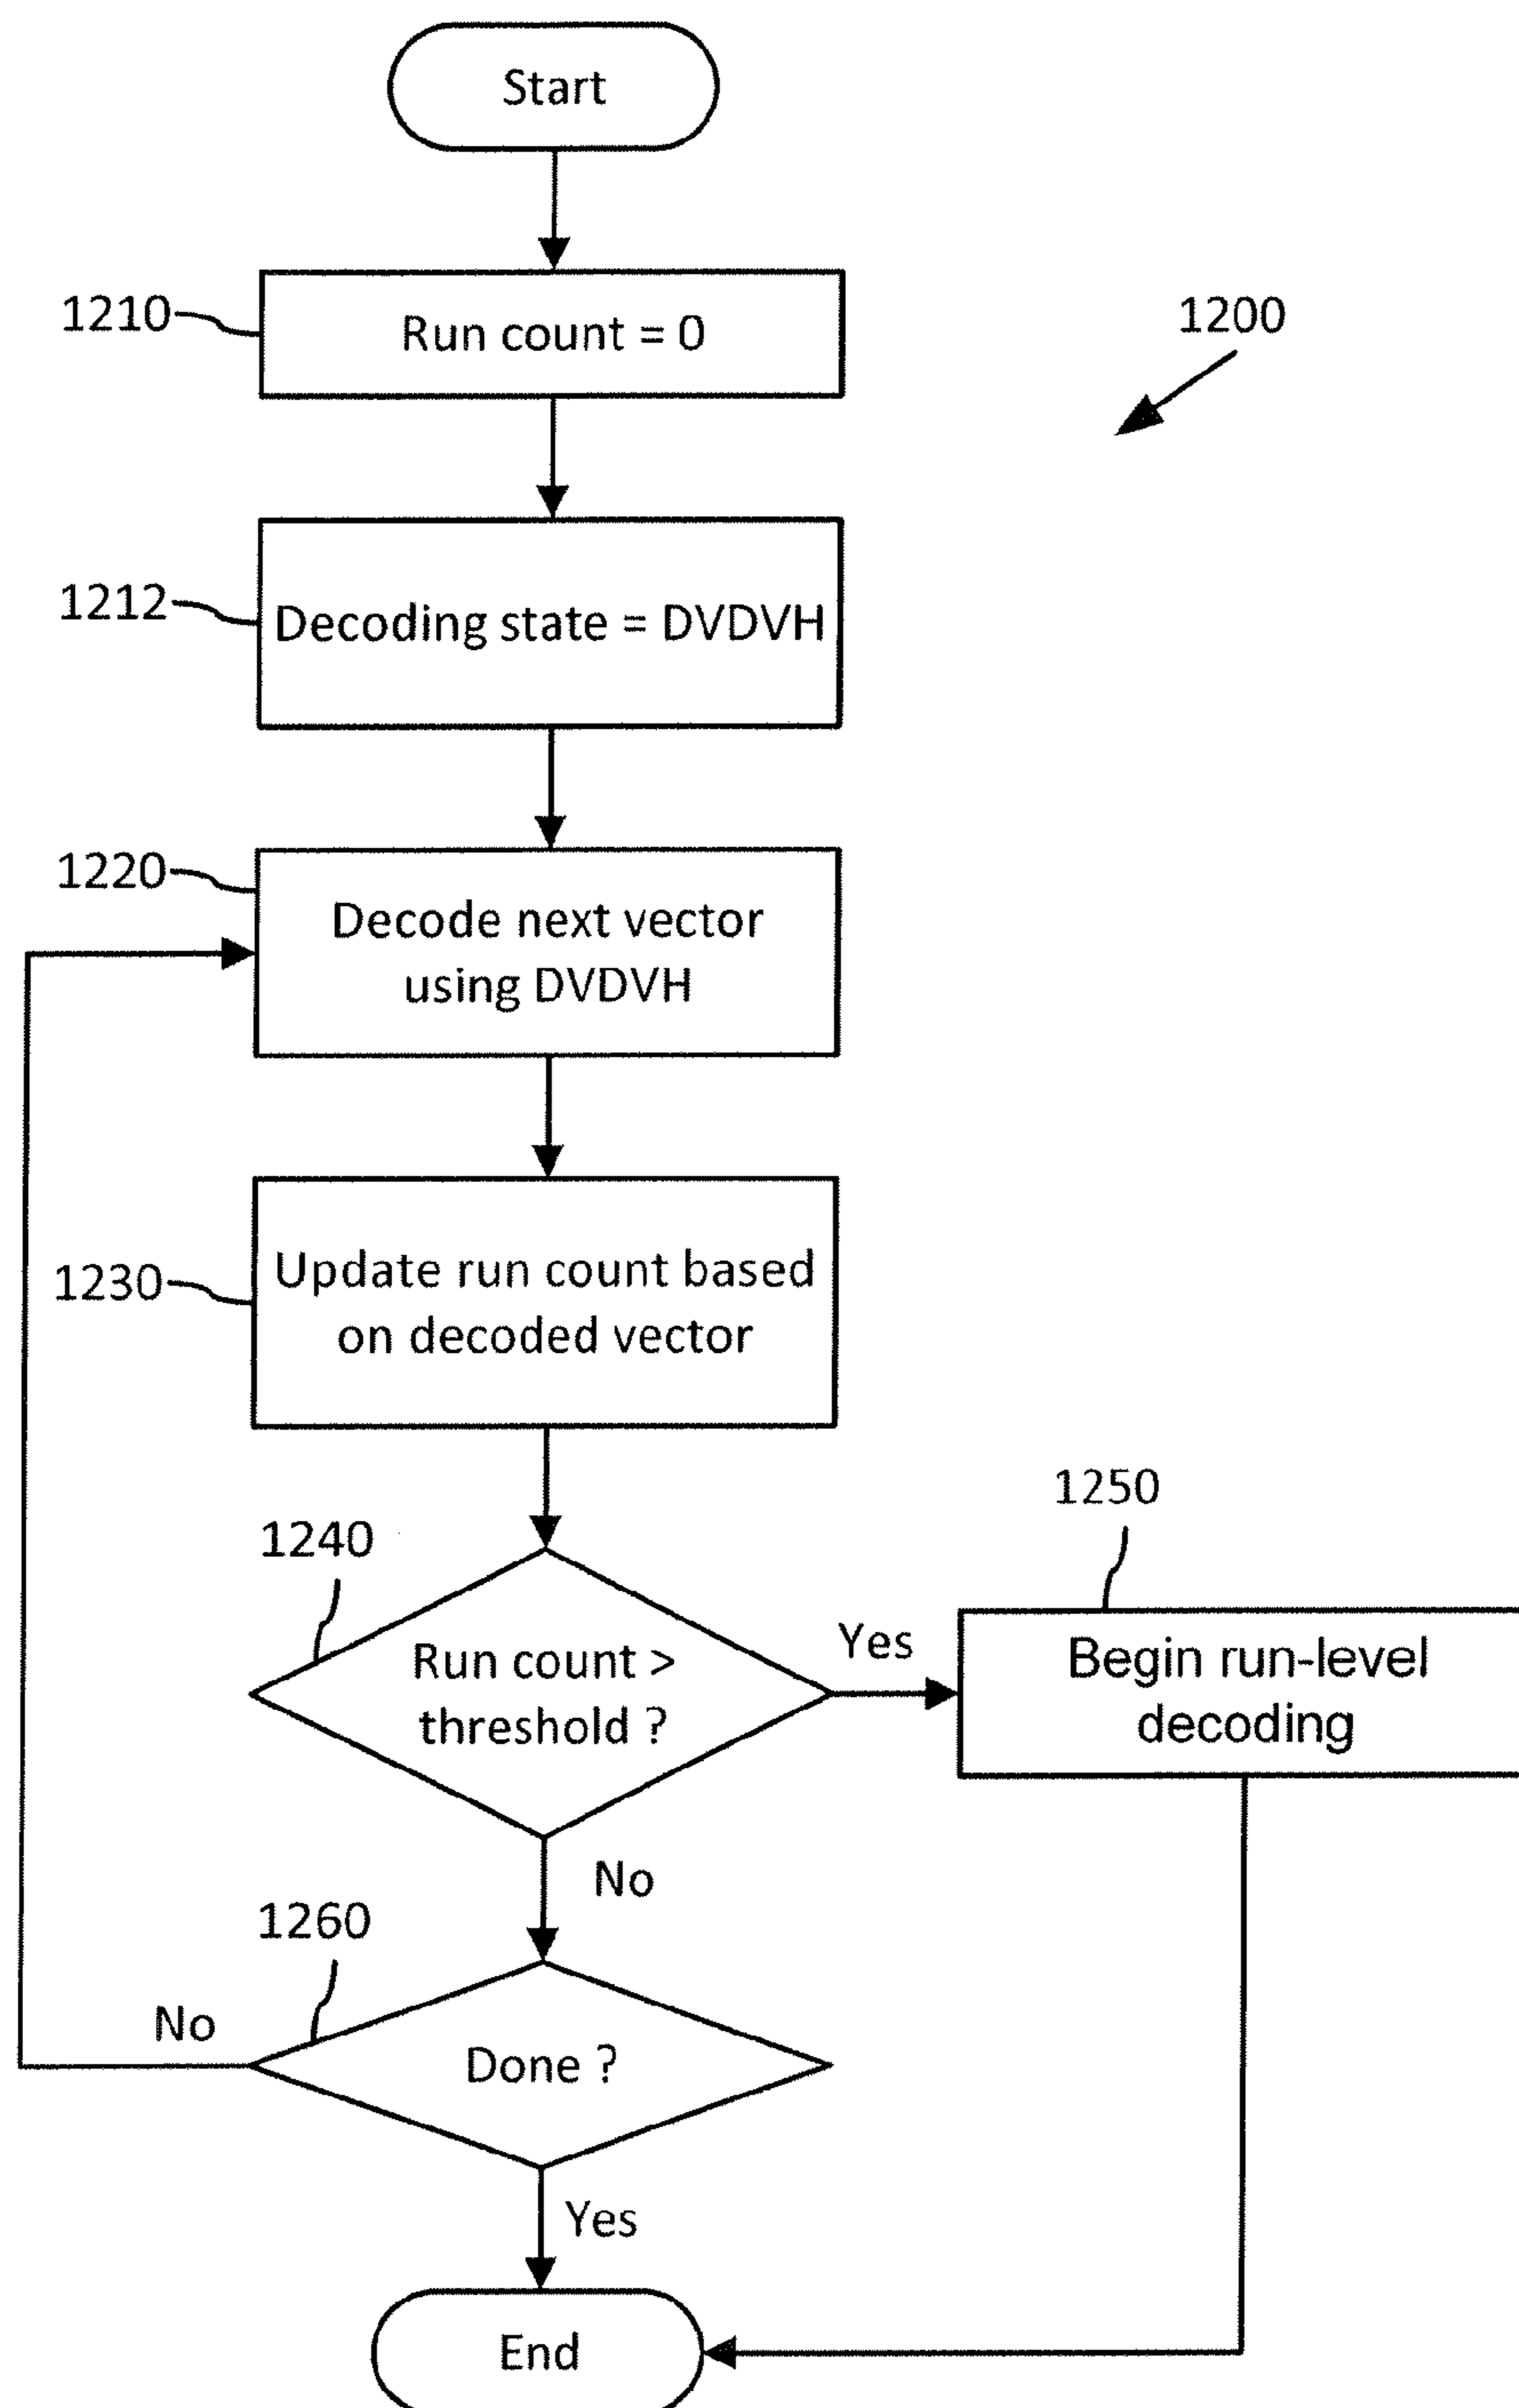 Start
1210
Run count = 0
1200
1212
Decoding state = DVDVH
1220
Decode next vector
using DVDVH
1230
Update run count based
on decoded vector
1240
Run count >
threshold ?
Yes
1250
Begin run-level
decoding
No
1260
Done ?
No
Yes
End